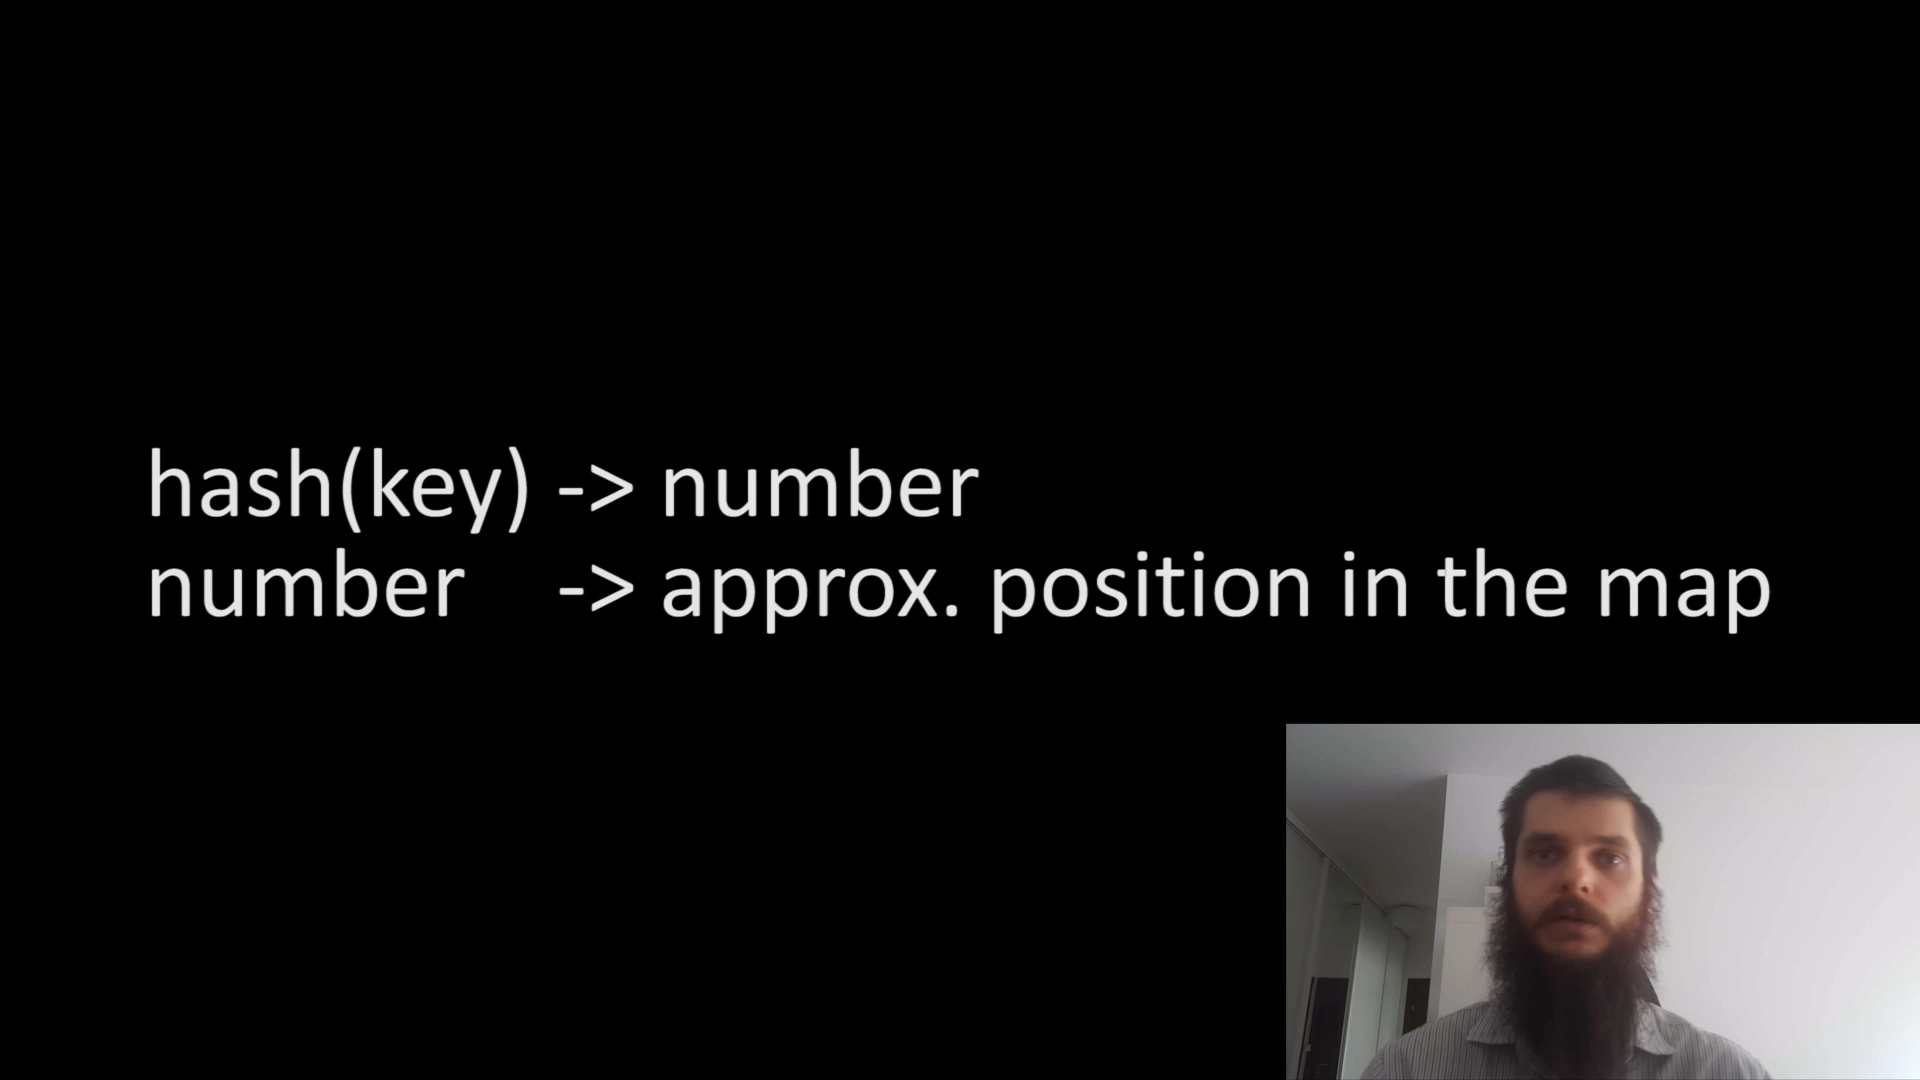 hash(key) -> number
number -> approx. position in the map